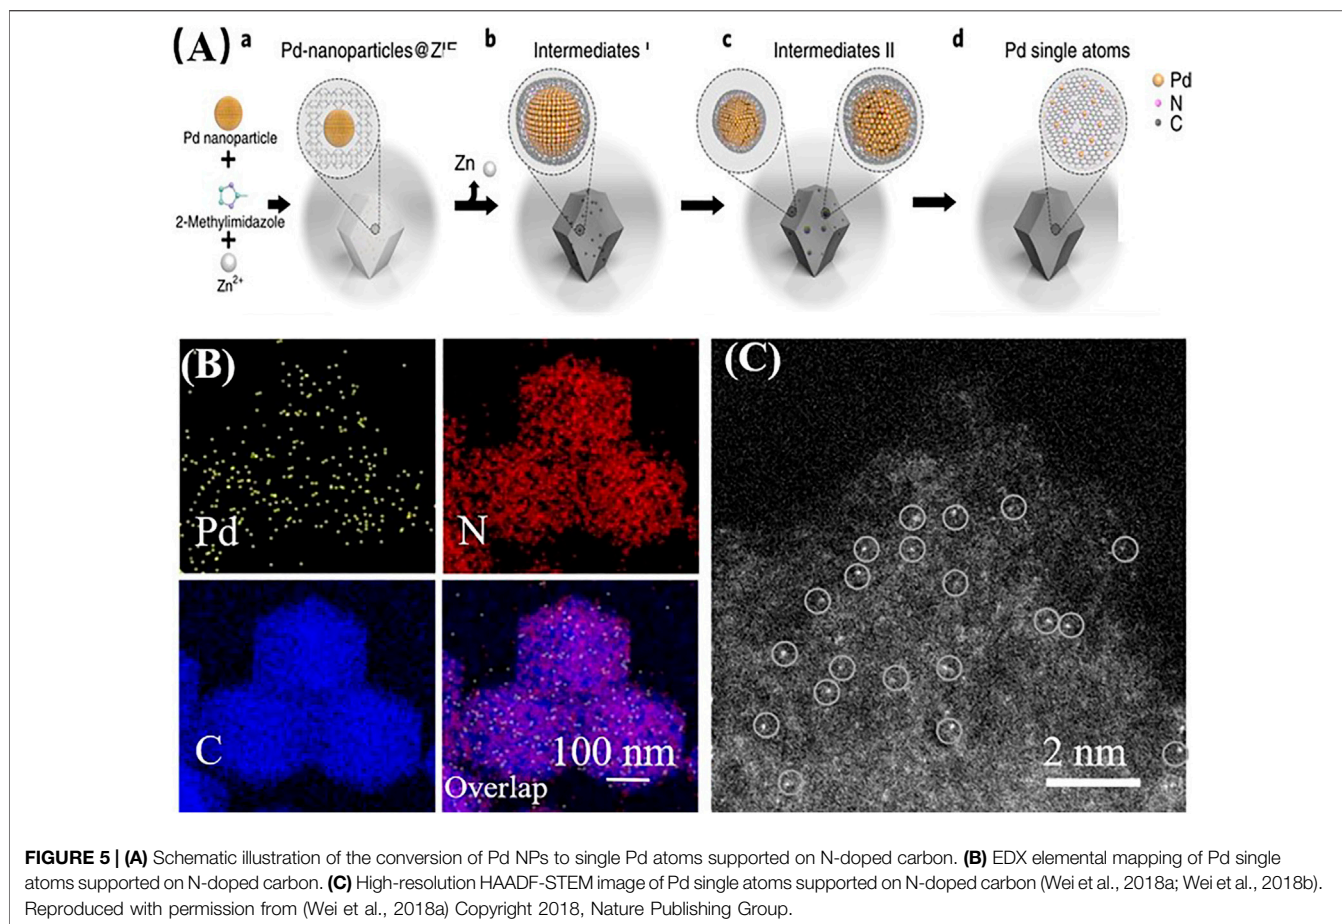 (A)
a
Pd-nanoparticles@ZIF
b
Intermediates I
c
Intermediates II
d
Pd single atoms
Pd
N
C
Pd nanoparticle
+
2-Methylimidazole
+
Zn²⁺
Zn
(B)
Pd
N
C
Overlap
100 nm
(C)
2 nm
FIGURE 5 | (A) Schematic illustration of the conversion of Pd NPs to single Pd atoms supported on N-doped carbon. (B) EDX elemental mapping of Pd single
atoms supported on N-doped carbon. (C) High-resolution HAADF-STEM image of Pd single atoms supported on N-doped carbon (Wei et al., 2018a; Wei et al., 2018b).
Reproduced with permission from (Wei et al., 2018a) Copyright 2018, Nature Publishing Group.